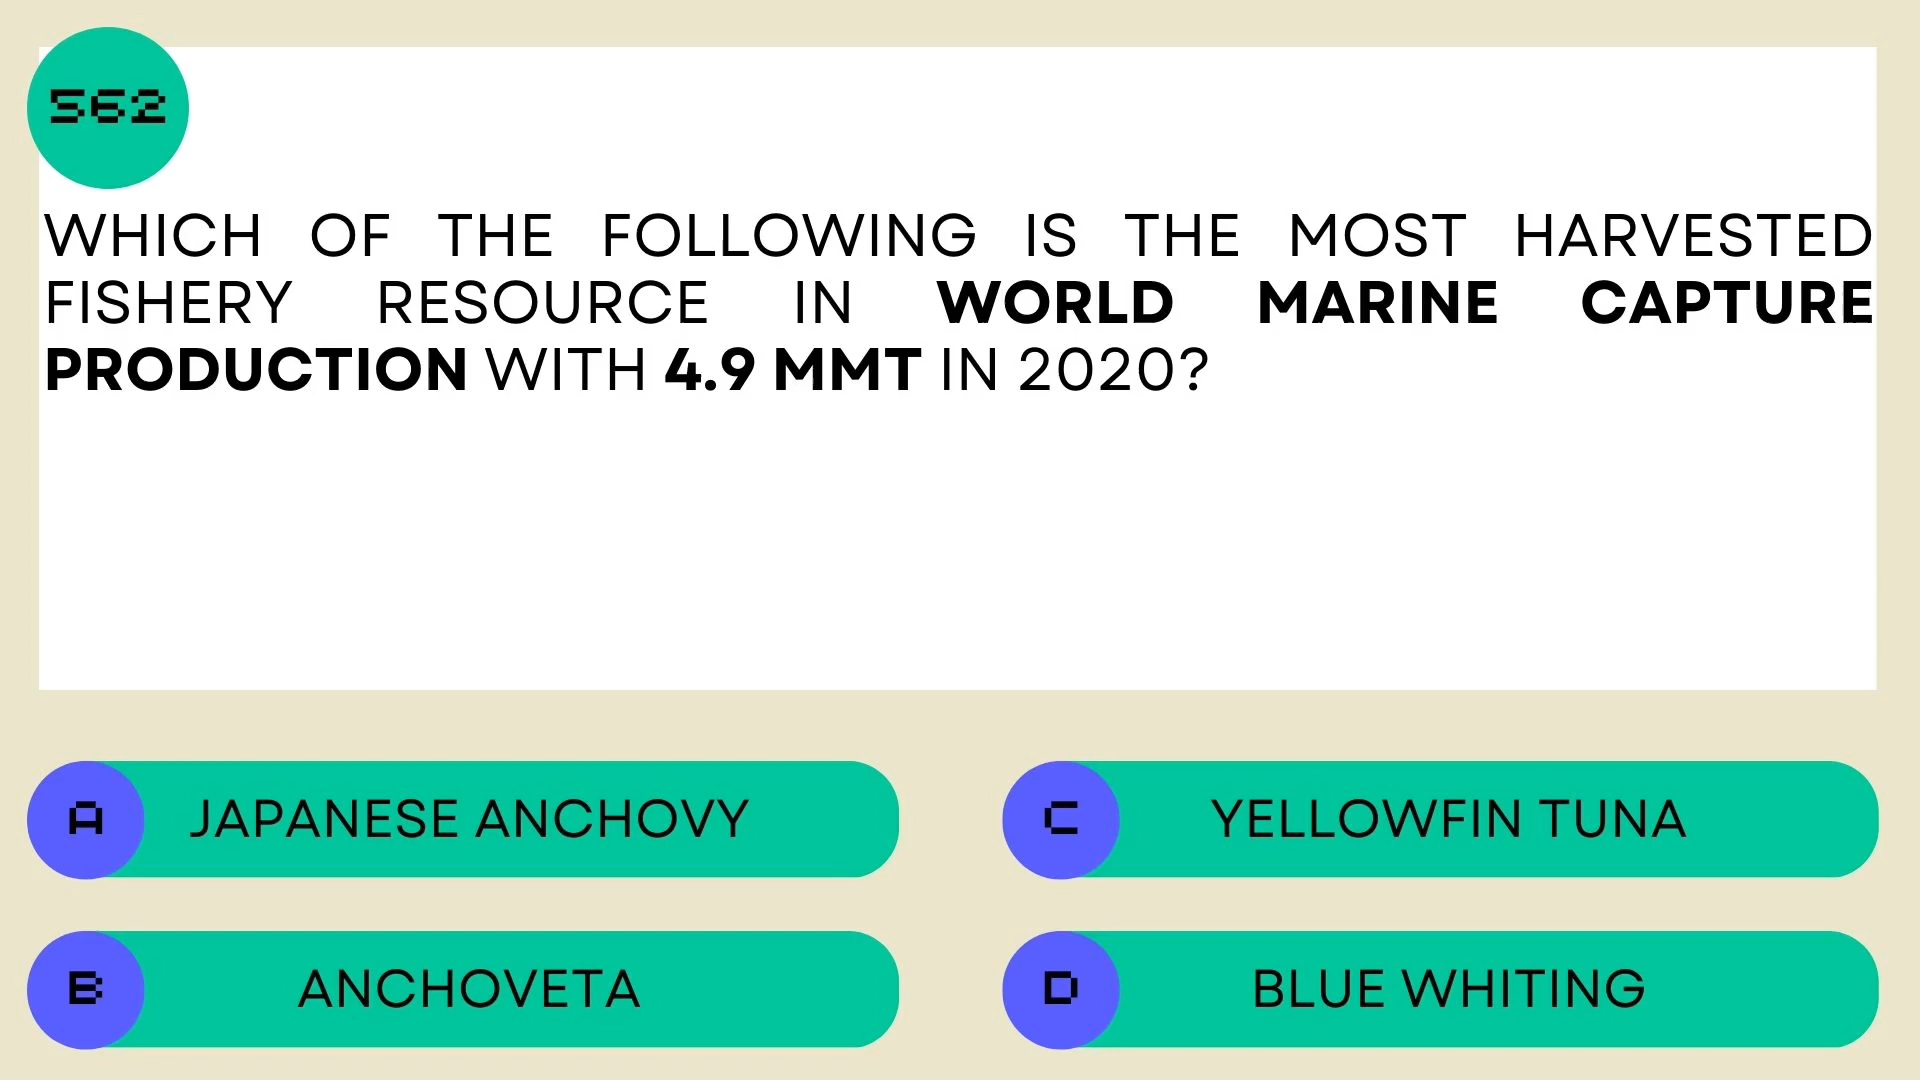 562
WHICH OF THE FOLLOWING IS THE MOST HARVESTED
FISHERY RESOURCE IN WORLD MARINE CAPTURE
PRODUCTION WITH 4.9 MMT IN 2020?
A JAPANESE ANCHOVY
B ANCHOVETA
C YELLOWFIN TUNA
D BLUE WHITING